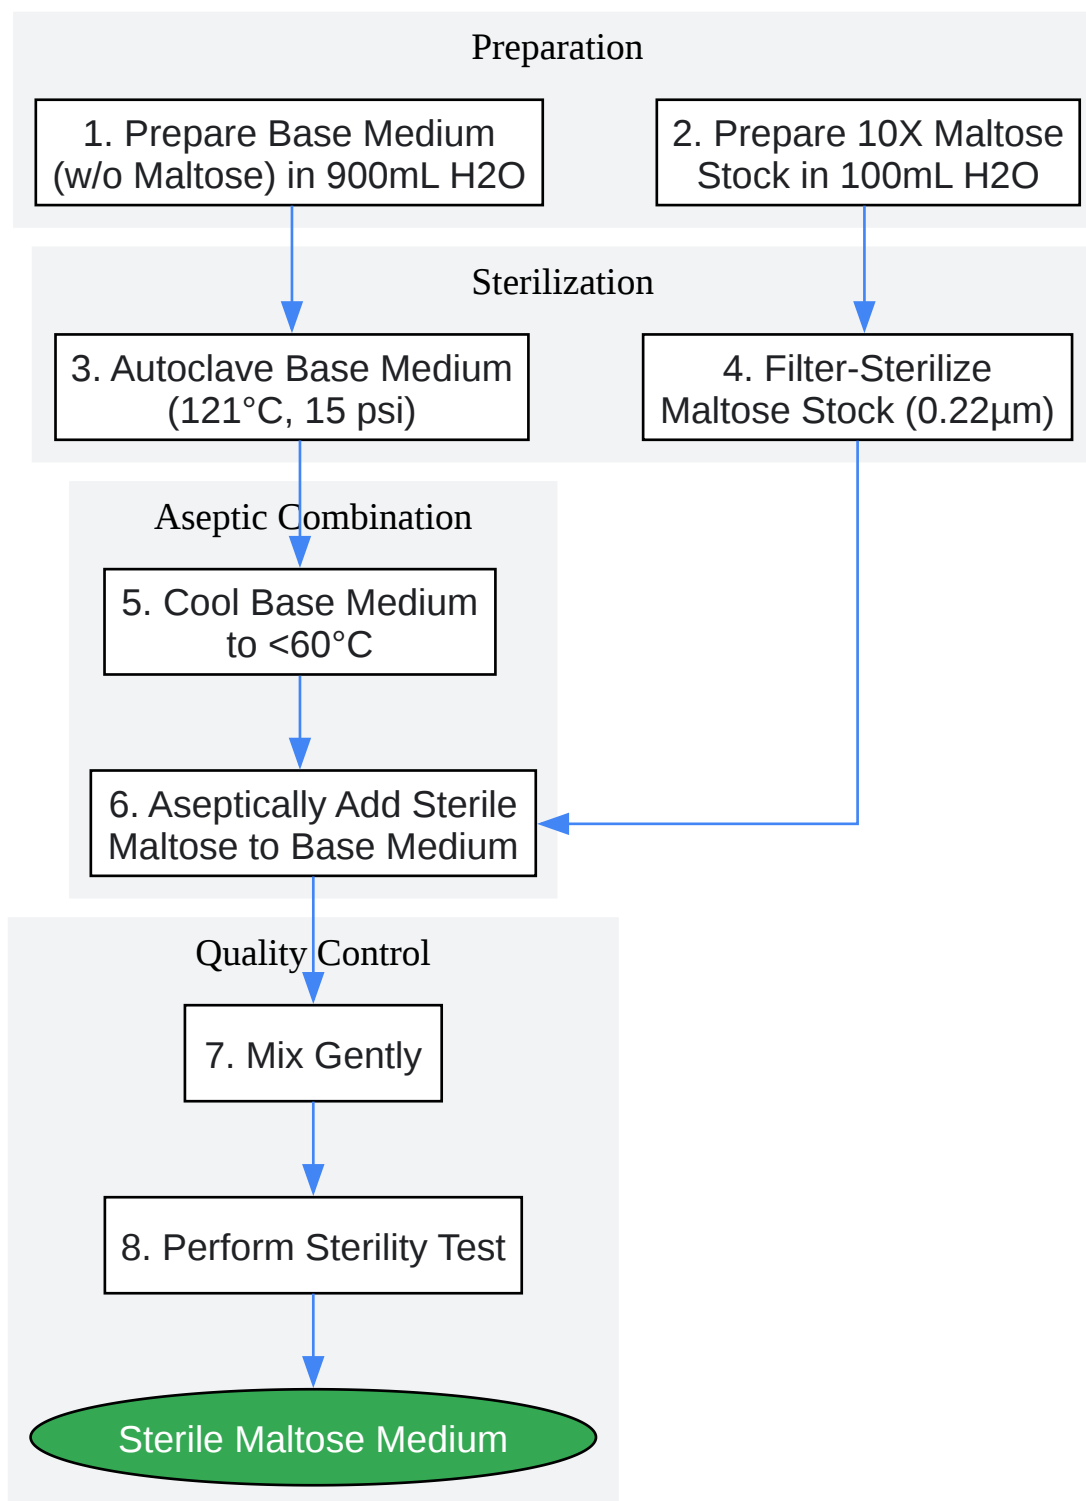 Preparation
1. Prepare Base Medium
(w/o Maltose) in 900mL H2O
2. Prepare 10X Maltose
Stock in 100mL H2O
Sterilization
3. Autoclave Base Medium
(121°C, 15 psi)
4. Filter-Sterilize
Maltose Stock (0.22µm)
Aseptic Combination
5. Cool Base Medium
to <60°C
6. Aseptically Add Sterile
Maltose to Base Medium
Quality Control
7. Mix Gently
8. Perform Sterility Test
Sterile Maltose Medium